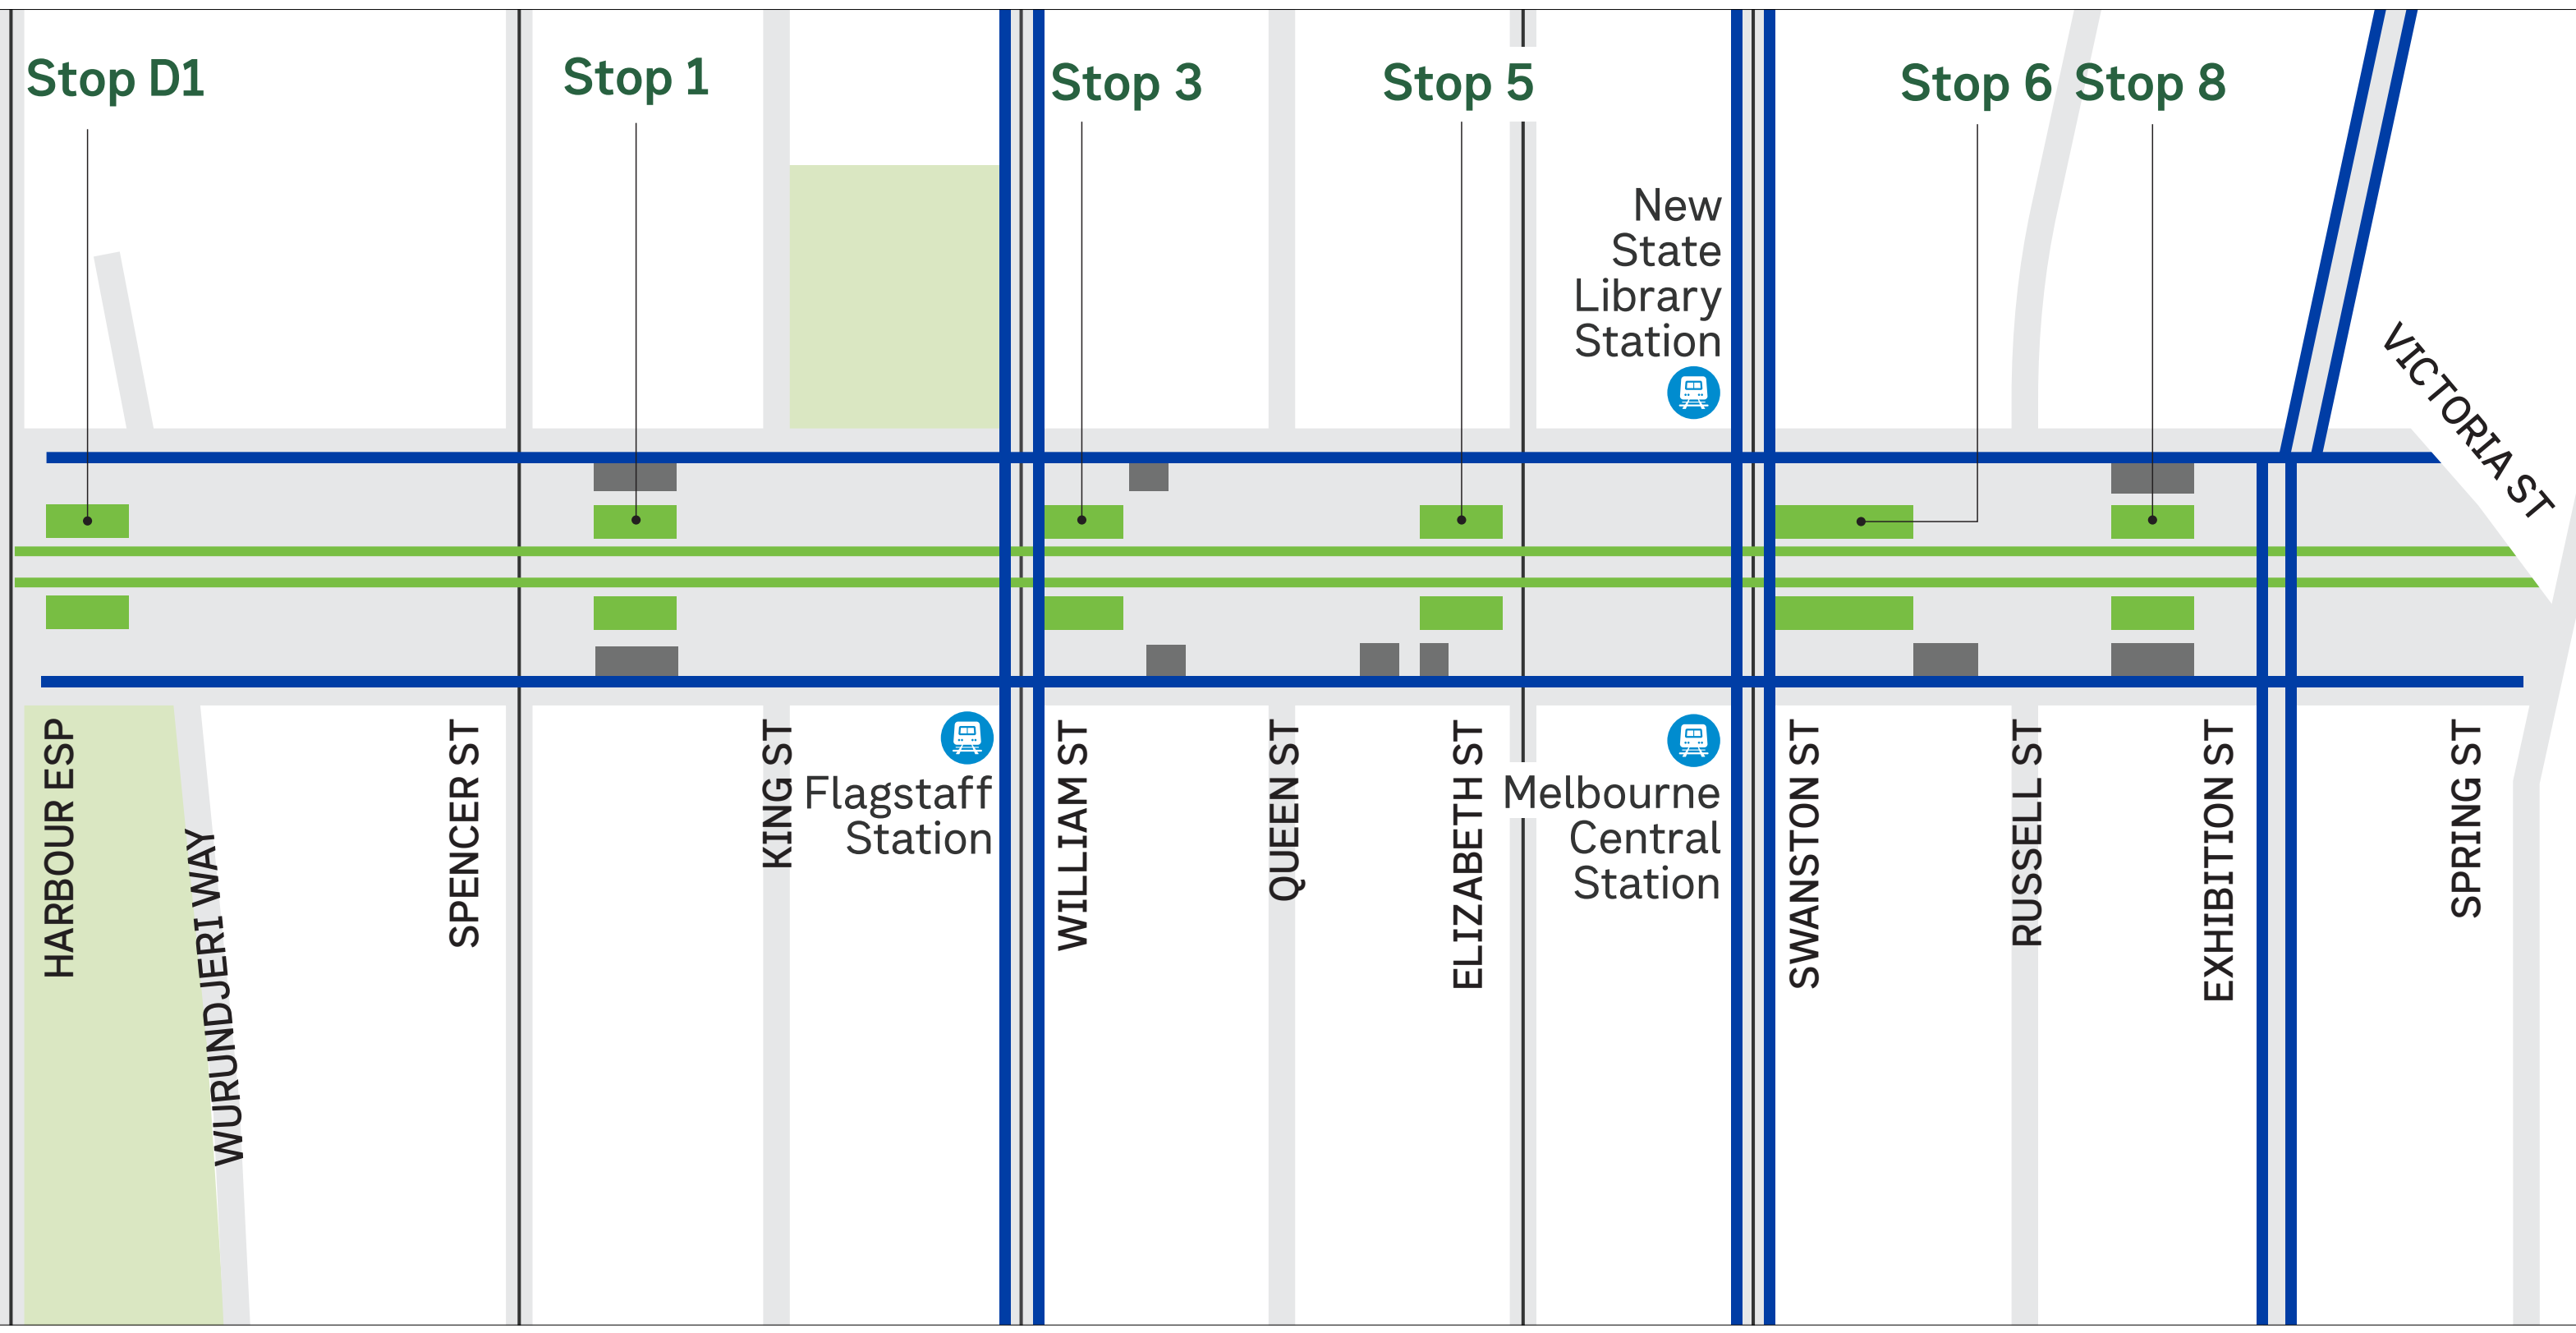 Stop D1
Stop 1
Stop 3
Stop 5
Stop 6
Stop 8
New
State
Library
Station
VICTORIA ST
HARBOUR ESP
WURUNDJERI WAY
SPENCER ST
KING ST
Flagstaff
Station
WILLIAM ST
QUEEN ST
ELIZABETH ST
Melbourne
Central
Station
SWANSTON ST
RUSSELL ST
EXHIBITION ST
SPRING ST